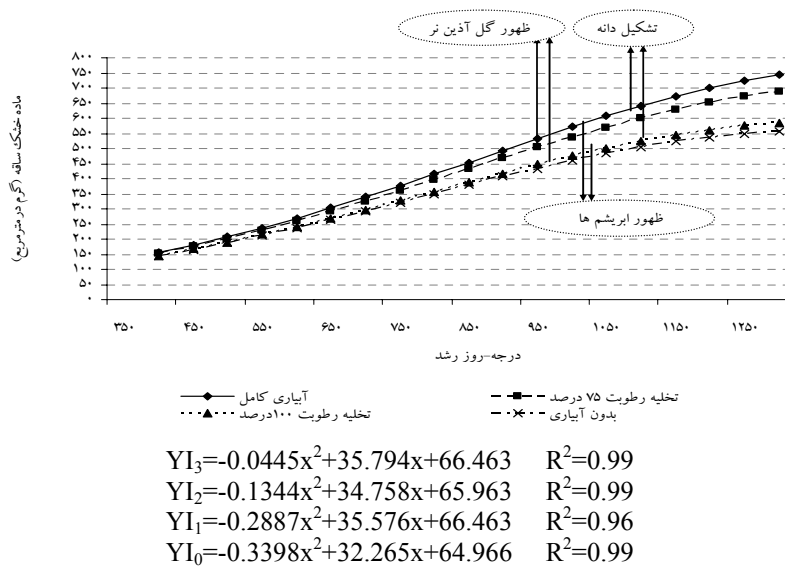 ظهور گل آذین نر
تشکیل دانه
ماده خشک ساقه (گرم در مترمربع)
۸۰۰
۷۵۰
۷۰۰
۶۵۰
۶۰۰
۵۵۰
۵۰۰
۴۵۰
۴۰۰
۳۵۰
۳۰۰
۲۵۰
۲۰۰
۱۵۰
۱۰۰
۵۰
۰
ظهور ابریشم ها
۳۵۰ ۴۵۰ ۵۵۰ ۶۵۰ ۷۵۰ ۸۵۰ ۹۵۰ ۱۰۵۰ ۱۱۵۰ ۱۲۵۰
درجه-روز رشد
آبیاری کامل
تخلیه رطوبت ۷۵ درصد
تخلیه رطوبت ۱۰۰درصد
بدون آبیاری
YI₃=-0.0445x²+35.794x+66.463 R²=0.99
YI₂=-0.1344x²+34.758x+65.963 R²=0.99
YI₁=-0.2887x²+35.576x+66.463 R²=0.96
YI₀=-0.3398x²+32.265x+64.966 R²=0.99